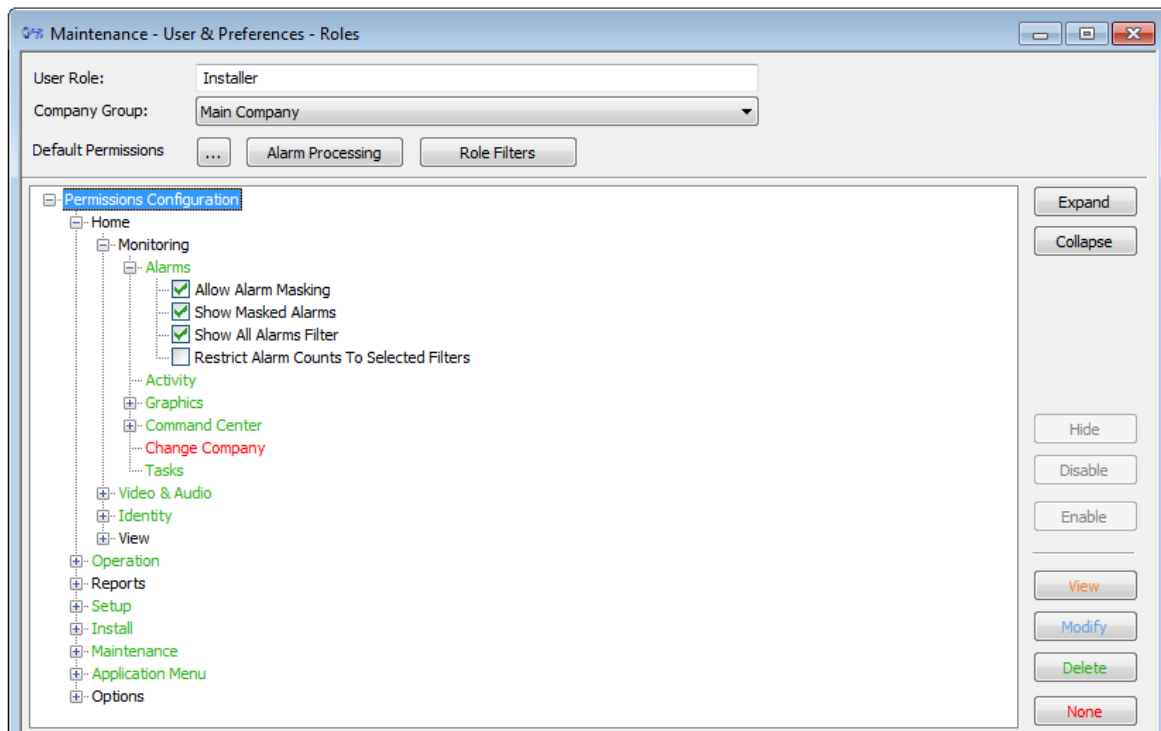 Maintenance - User & Preferences - Roles
User Role: Installer
Company Group: Main Company
Default Permissions ... Alarm Processing Role Filters
Permissions Configuration
Home
Monitoring
Alarms
Allow Alarm Masking
Show Masked Alarms
Show All Alarms Filter
Restrict Alarm Counts To Selected Filters
Activity
Graphics
Command Center
Change Company
Tasks
Video & Audio
Identity
View
Operation
Reports
Setup
Install
Maintenance
Application Menu
Options
Expand
Collapse
Hide
Disable
Enable
View
Modify
Delete
None